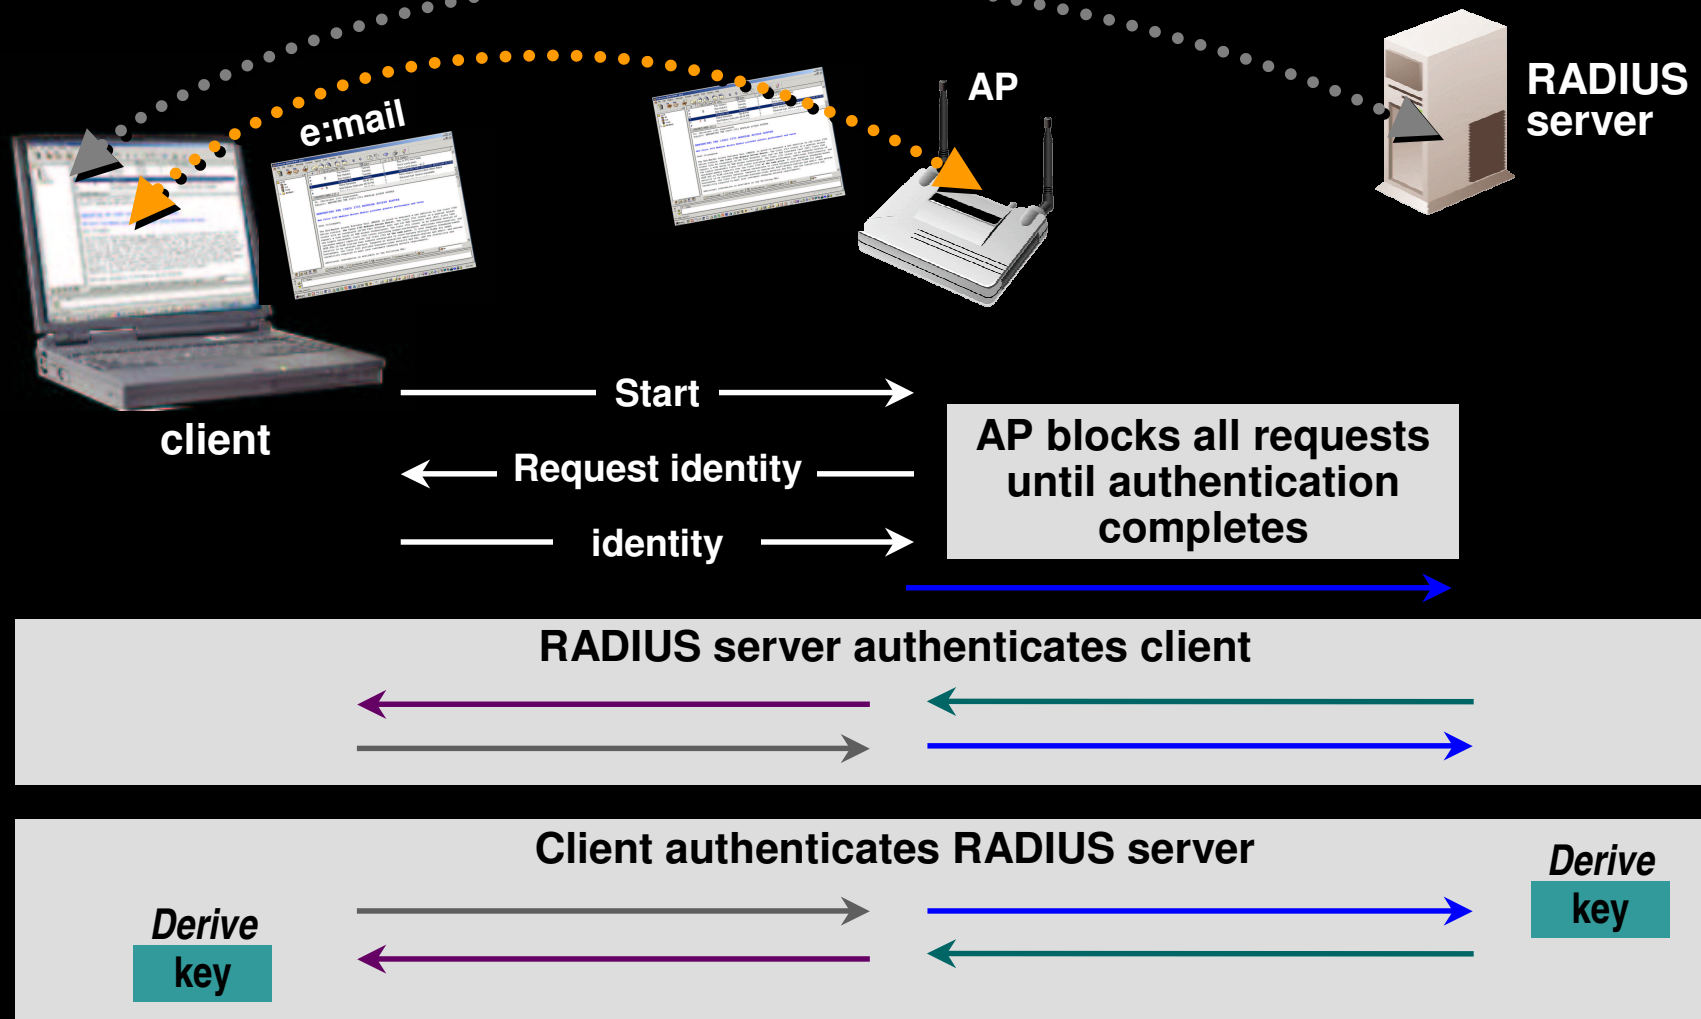 AP
RADIUS
server
e:mail
client
Start
Request identity
identity
AP blocks all requests
until authentication
completes
RADIUS server authenticates client
Client authenticates RADIUS server
Derive
key
Derive
key